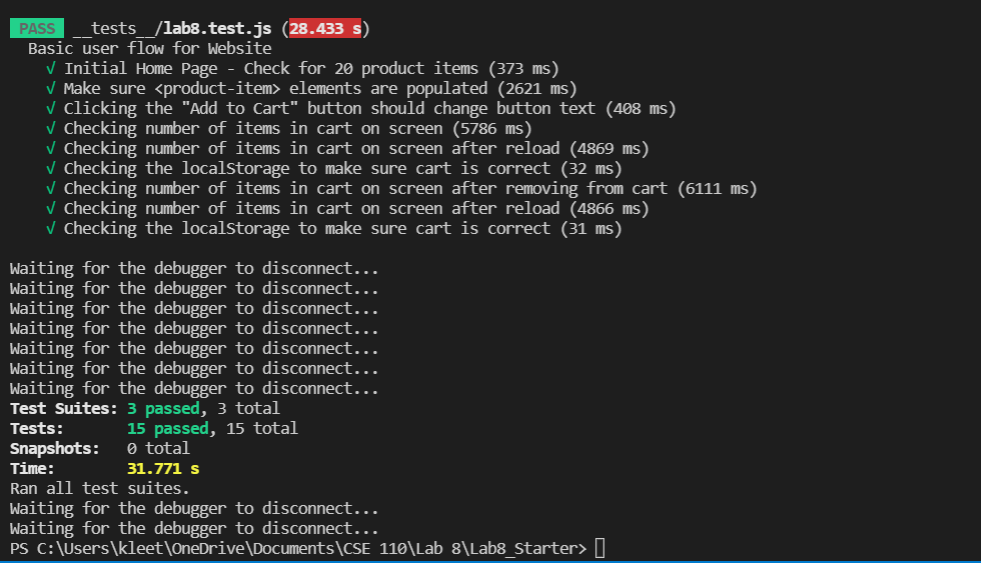 PASS __tests__/lab8.test.js (28.433 s)
Basic user flow for Website
√ Initial Home Page - Check for 20 product items (373 ms)
√ Make sure <product-item> elements are populated (2621 ms)
√ Clicking the "Add to Cart" button should change button text (408 ms)
√ Checking number of items in cart on screen (5786 ms)
√ Checking number of items in cart on screen after reload (4869 ms)
√ Checking the localStorage to make sure cart is correct (32 ms)
√ Checking number of items in cart on screen after removing from cart (6111 ms)
√ Checking number of items in cart on screen after reload (4866 ms)
√ Checking the localStorage to make sure cart is correct (31 ms)
Waiting for the debugger to disconnect...
Waiting for the debugger to disconnect...
Waiting for the debugger to disconnect...
Waiting for the debugger to disconnect...
Waiting for the debugger to disconnect...
Waiting for the debugger to disconnect...
Waiting for the debugger to disconnect...
Test Suites: 3 passed, 3 total
Tests: 15 passed, 15 total
Snapshots: 0 total
Time: 31.771 s
Ran all test suites.
Waiting for the debugger to disconnect...
Waiting for the debugger to disconnect...
PS C:\Users\kleet\OneDrive\Documents\CSE 110\Lab 8\Lab8_Starter>